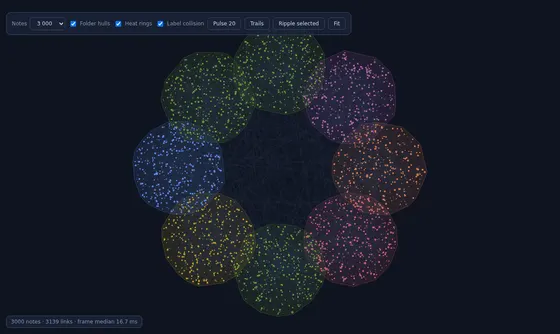 Notes 3 000 Folder hulls Heat rings Label collision Pulse 20 Trails Ripple selected Fit
3000 notes · 3139 links · frame median 16.7 ms